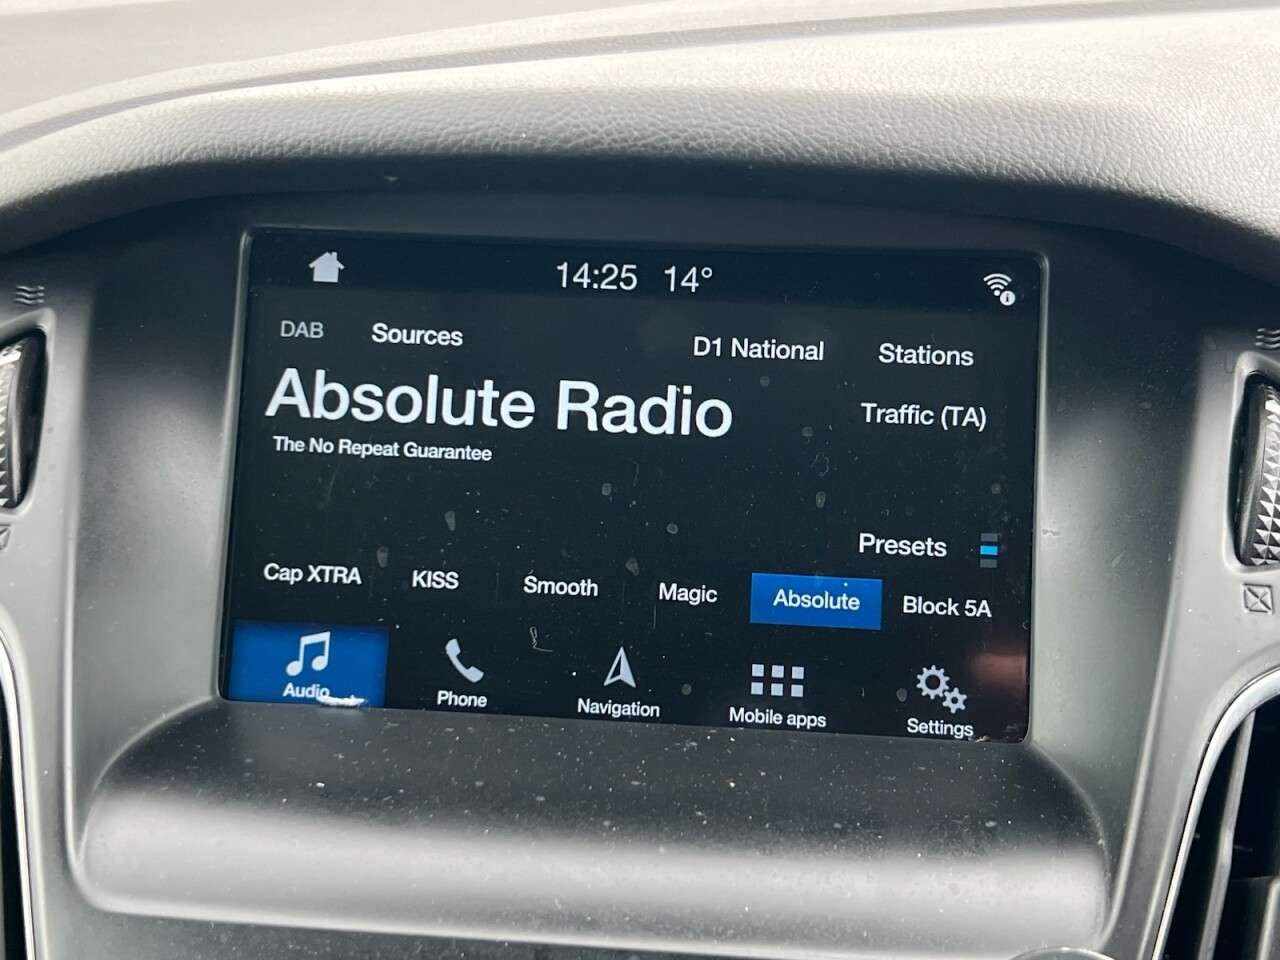 14:25 14°
DAB Sources D1 National Stations
Absolute Radio Traffic (TA)
The No Repeat Guarantee
Presets
Cap XTRA KISS Smooth Magic Absolute Block 5A
Audio Phone Navigation Mobile apps Settings